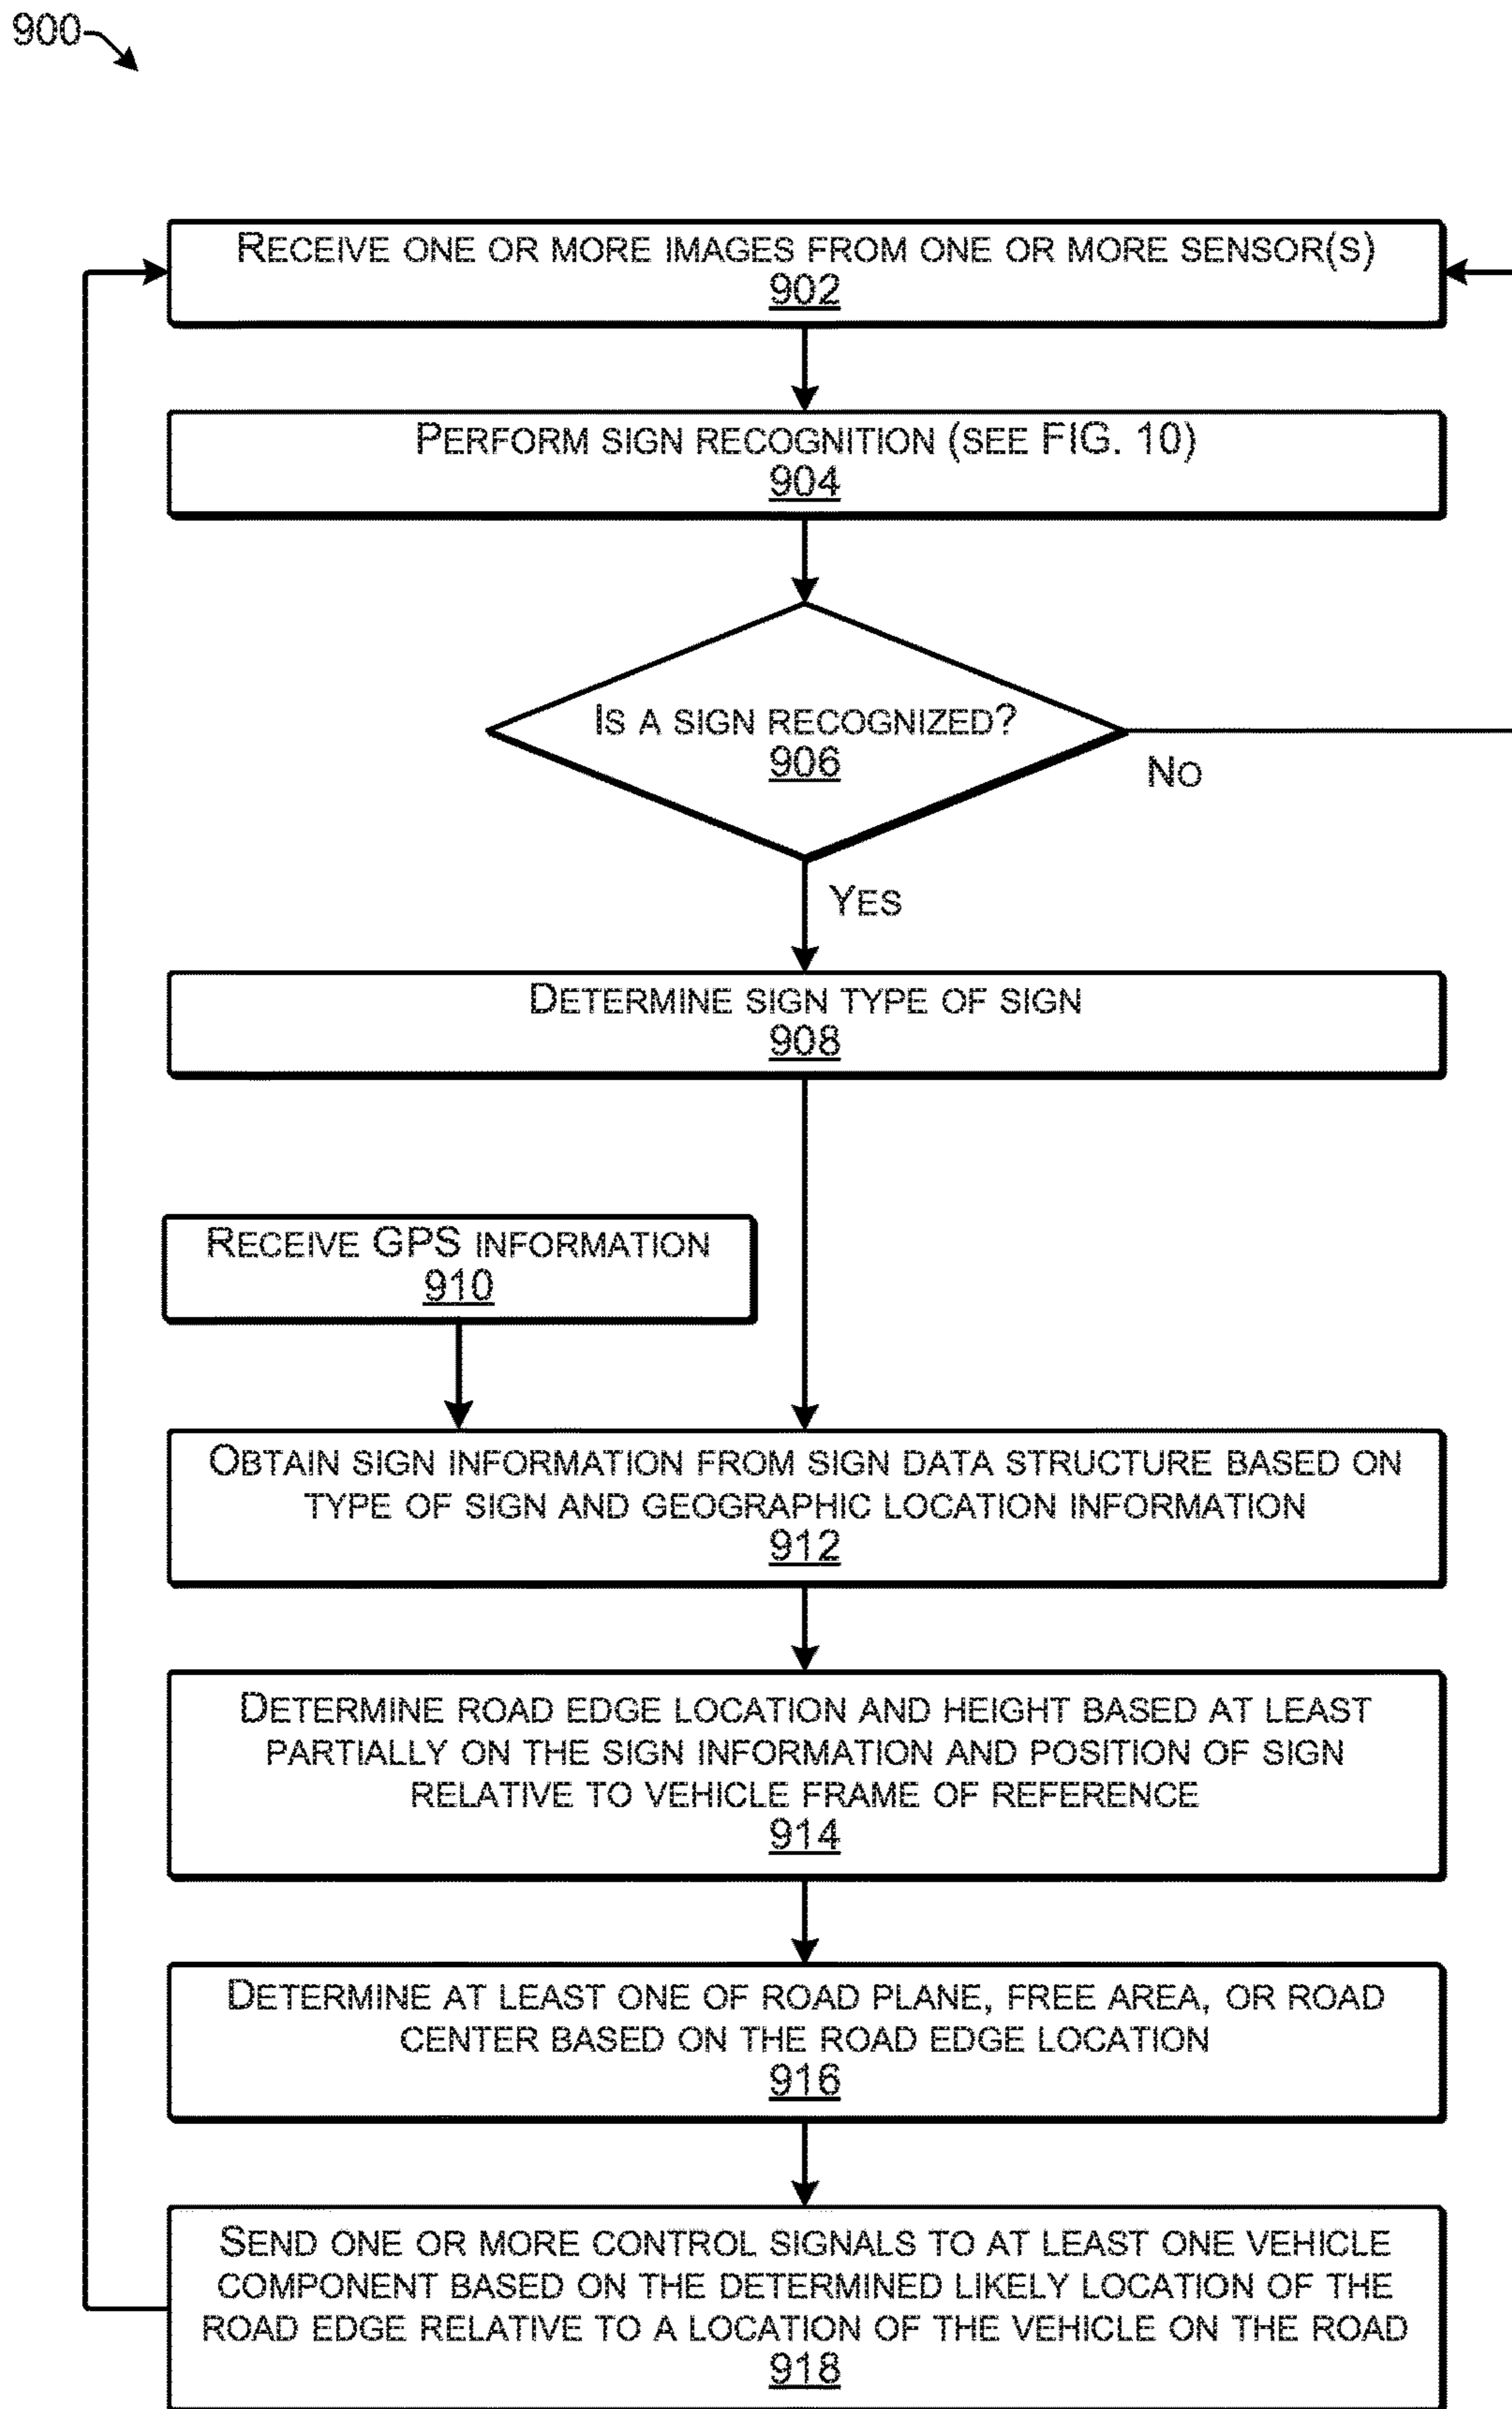 900
RECEIVE ONE OR MORE IMAGES FROM ONE OR MORE SENSOR(S)
902
PERFORM SIGN RECOGNITION (SEE FIG. 10)
904
IS A SIGN RECOGNIZED?
906
NO
YES
DETERMINE SIGN TYPE OF SIGN
908
RECEIVE GPS INFORMATION
910
OBTAIN SIGN INFORMATION FROM SIGN DATA STRUCTURE BASED ON
TYPE OF SIGN AND GEOGRAPHIC LOCATION INFORMATION
912
DETERMINE ROAD EDGE LOCATION AND HEIGHT BASED AT LEAST
PARTIALLY ON THE SIGN INFORMATION AND POSITION OF SIGN
RELATIVE TO VEHICLE FRAME OF REFERENCE
914
DETERMINE AT LEAST ONE OF ROAD PLANE, FREE AREA, OR ROAD
CENTER BASED ON THE ROAD EDGE LOCATION
916
SEND ONE OR MORE CONTROL SIGNALS TO AT LEAST ONE VEHICLE
COMPONENT BASED ON THE DETERMINED LIKELY LOCATION OF THE
ROAD EDGE RELATIVE TO A LOCATION OF THE VEHICLE ON THE ROAD
918